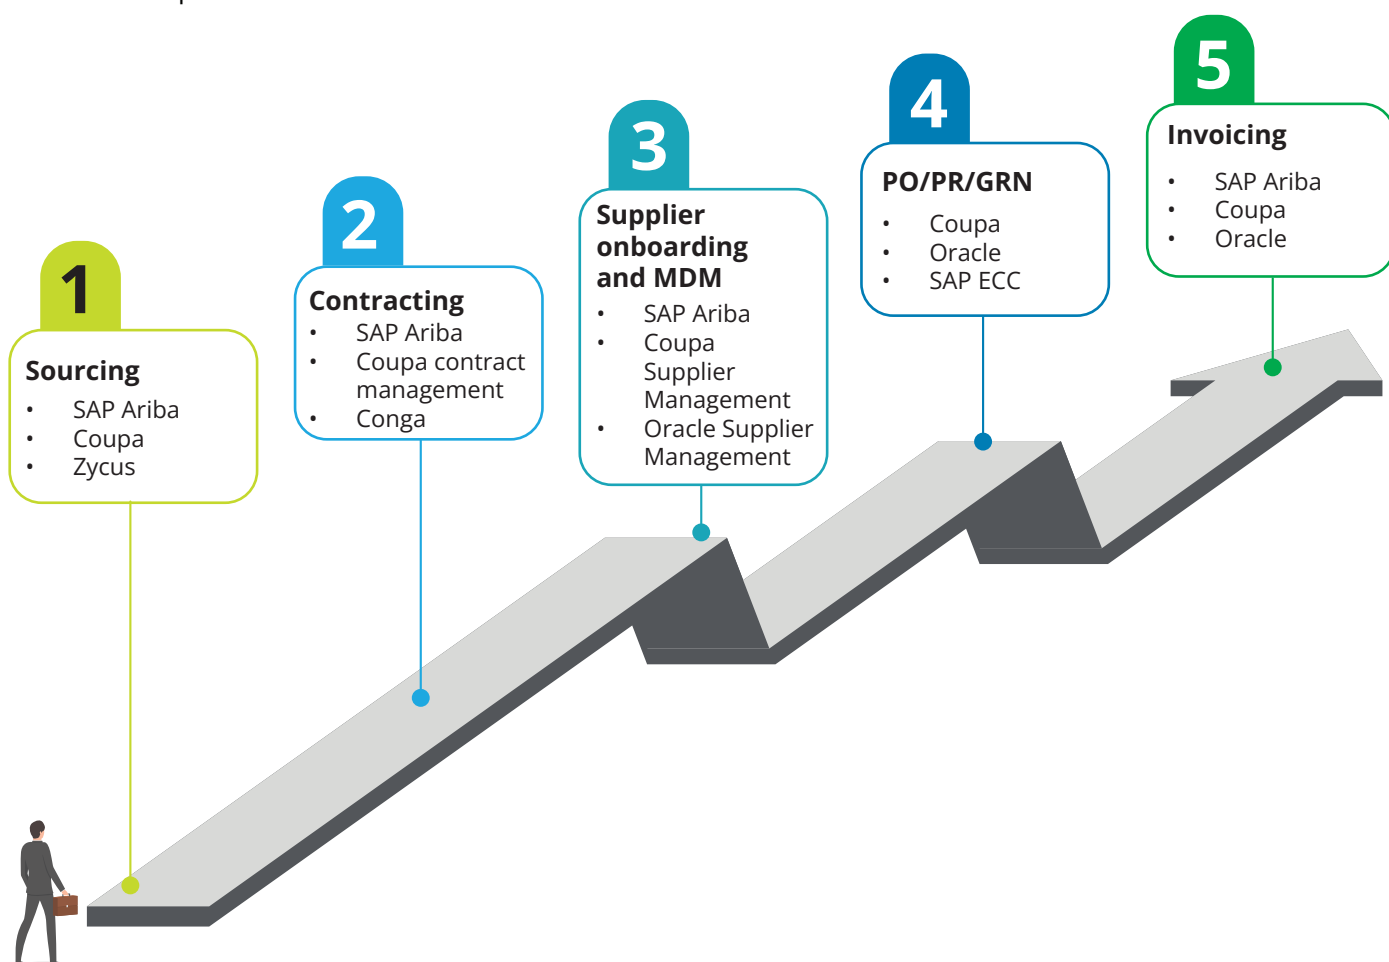 1
Sourcing
• SAP Ariba
• Coupa
• Zycus
2
Contracting
• SAP Ariba
• Coupa contract
management
• Conga
3
Supplier
onboarding
and MDM
• SAP Ariba
• Coupa
Supplier
Management
• Oracle Supplier
Management
4
PO/PR/GRN
• Coupa
• Oracle
• SAP ECC
5
Invoicing
• SAP Ariba
• Coupa
• Oracle